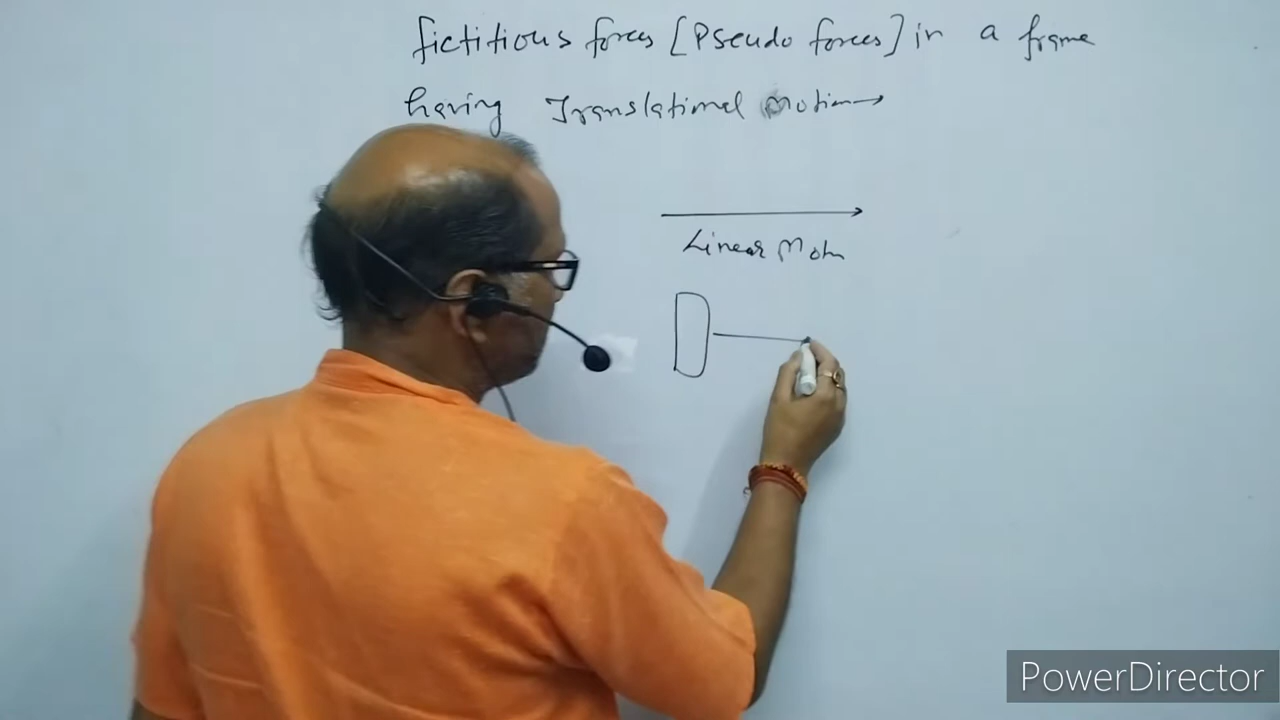 fictitious forces [Pseudo forces] in a frame
having Translational Motion→
Linear Motn
PowerDirector